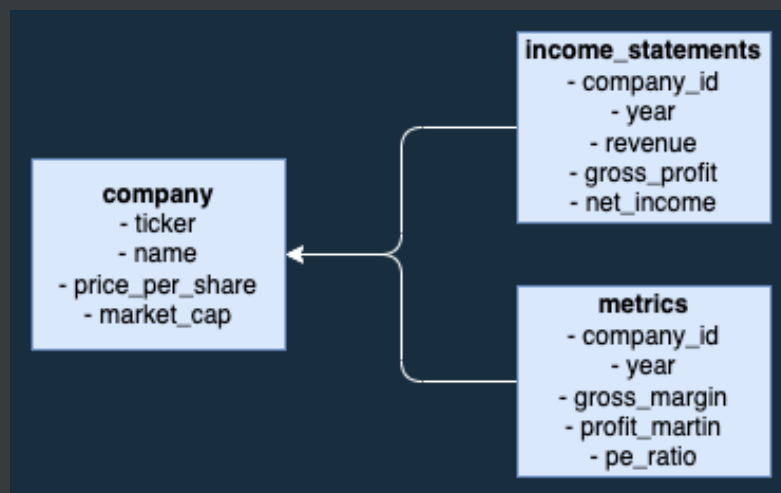 company
- ticker
- name
- price_per_share
- market_cap
income_statements
- company_id
- year
- revenue
- gross_profit
- net_income
metrics
- company_id
- year
- gross_margin
- profit_martin
- pe_ratio